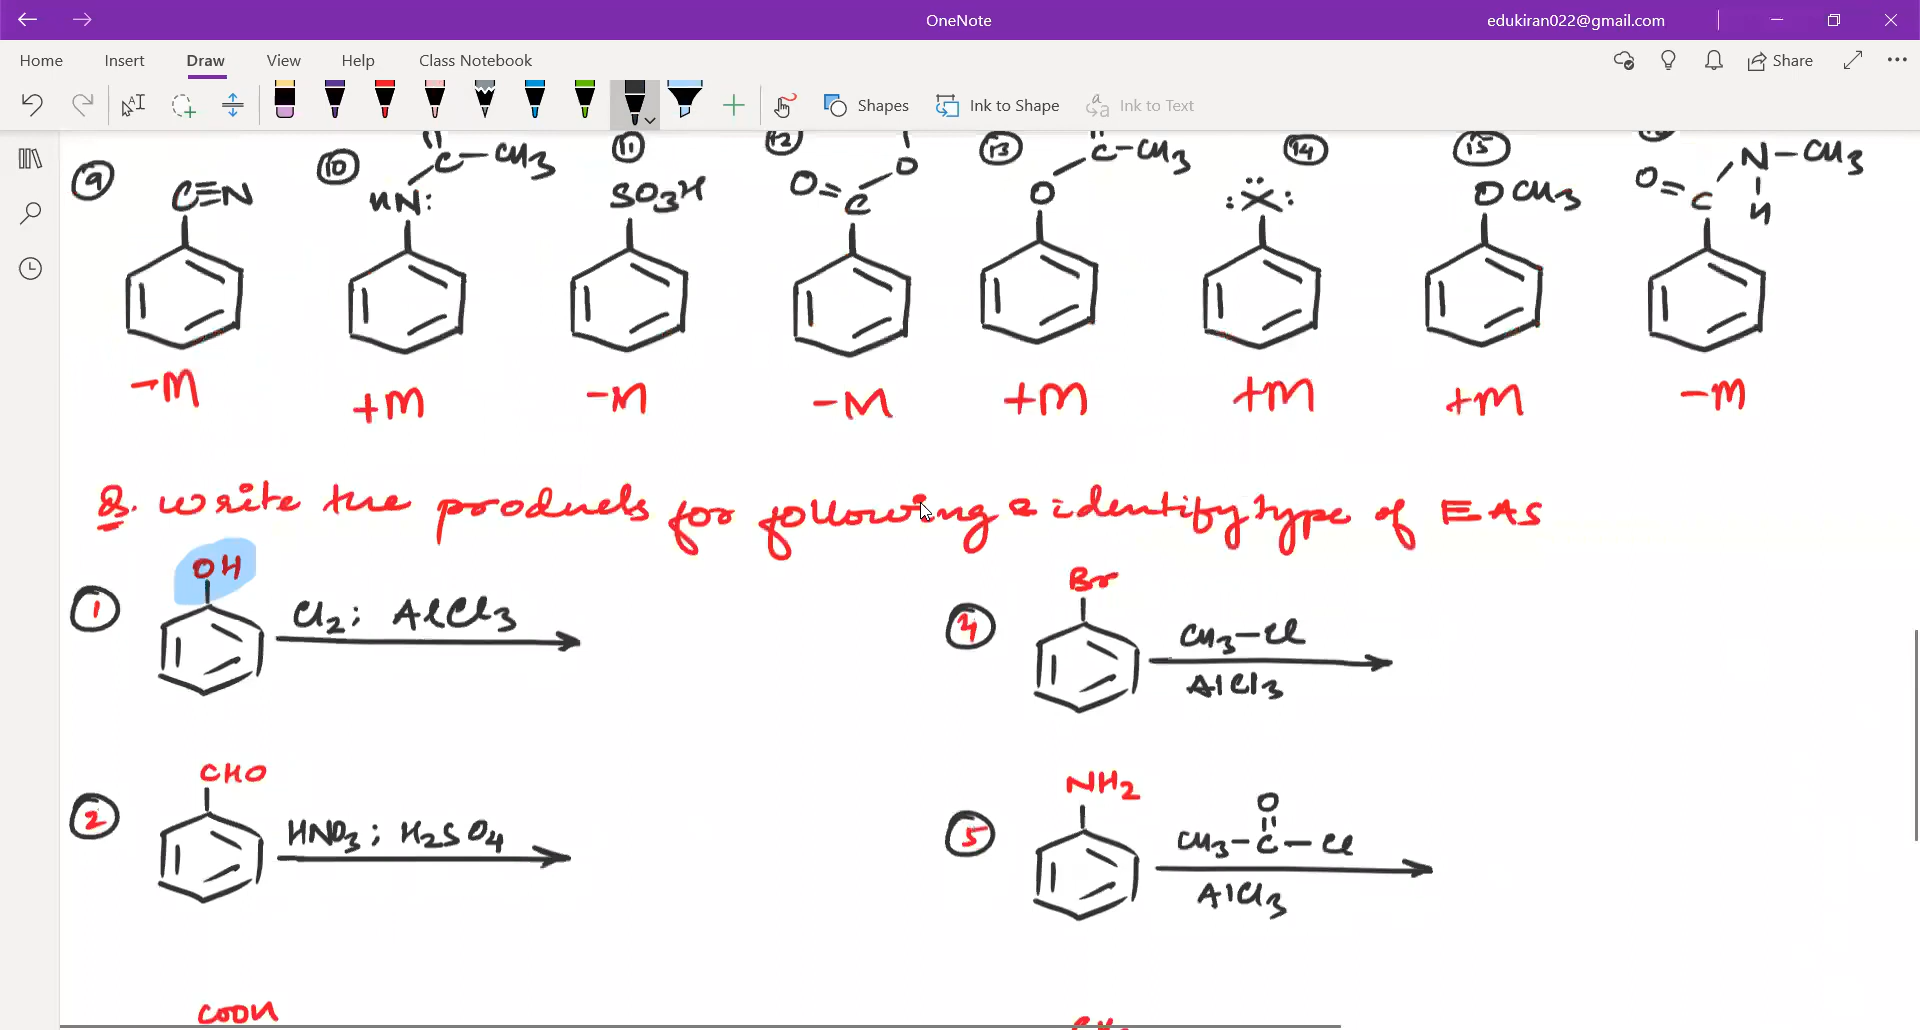 OneNote
edukiran022@gmail.com
Home Insert Draw View Help Class Notebook
Share
Shapes Ink to Shape Ink to Text
9 10 11 12 13 14 15
C≡N
HN:
C-CH3
SO3H
O=C
O
O
C-CH3
:Ẍ:
OCH3
O=C
N-CH3
H
-M +M -M -M +M +M +M -M
Q. write the products for following & identify type of EAS
1 OH Cl2; AlCl3
4 Br CH3-Cl
AlCl3
2 CHO HNO3; H2SO4
5 NH2 O
CH3-C-Cl
AlCl3
COOH